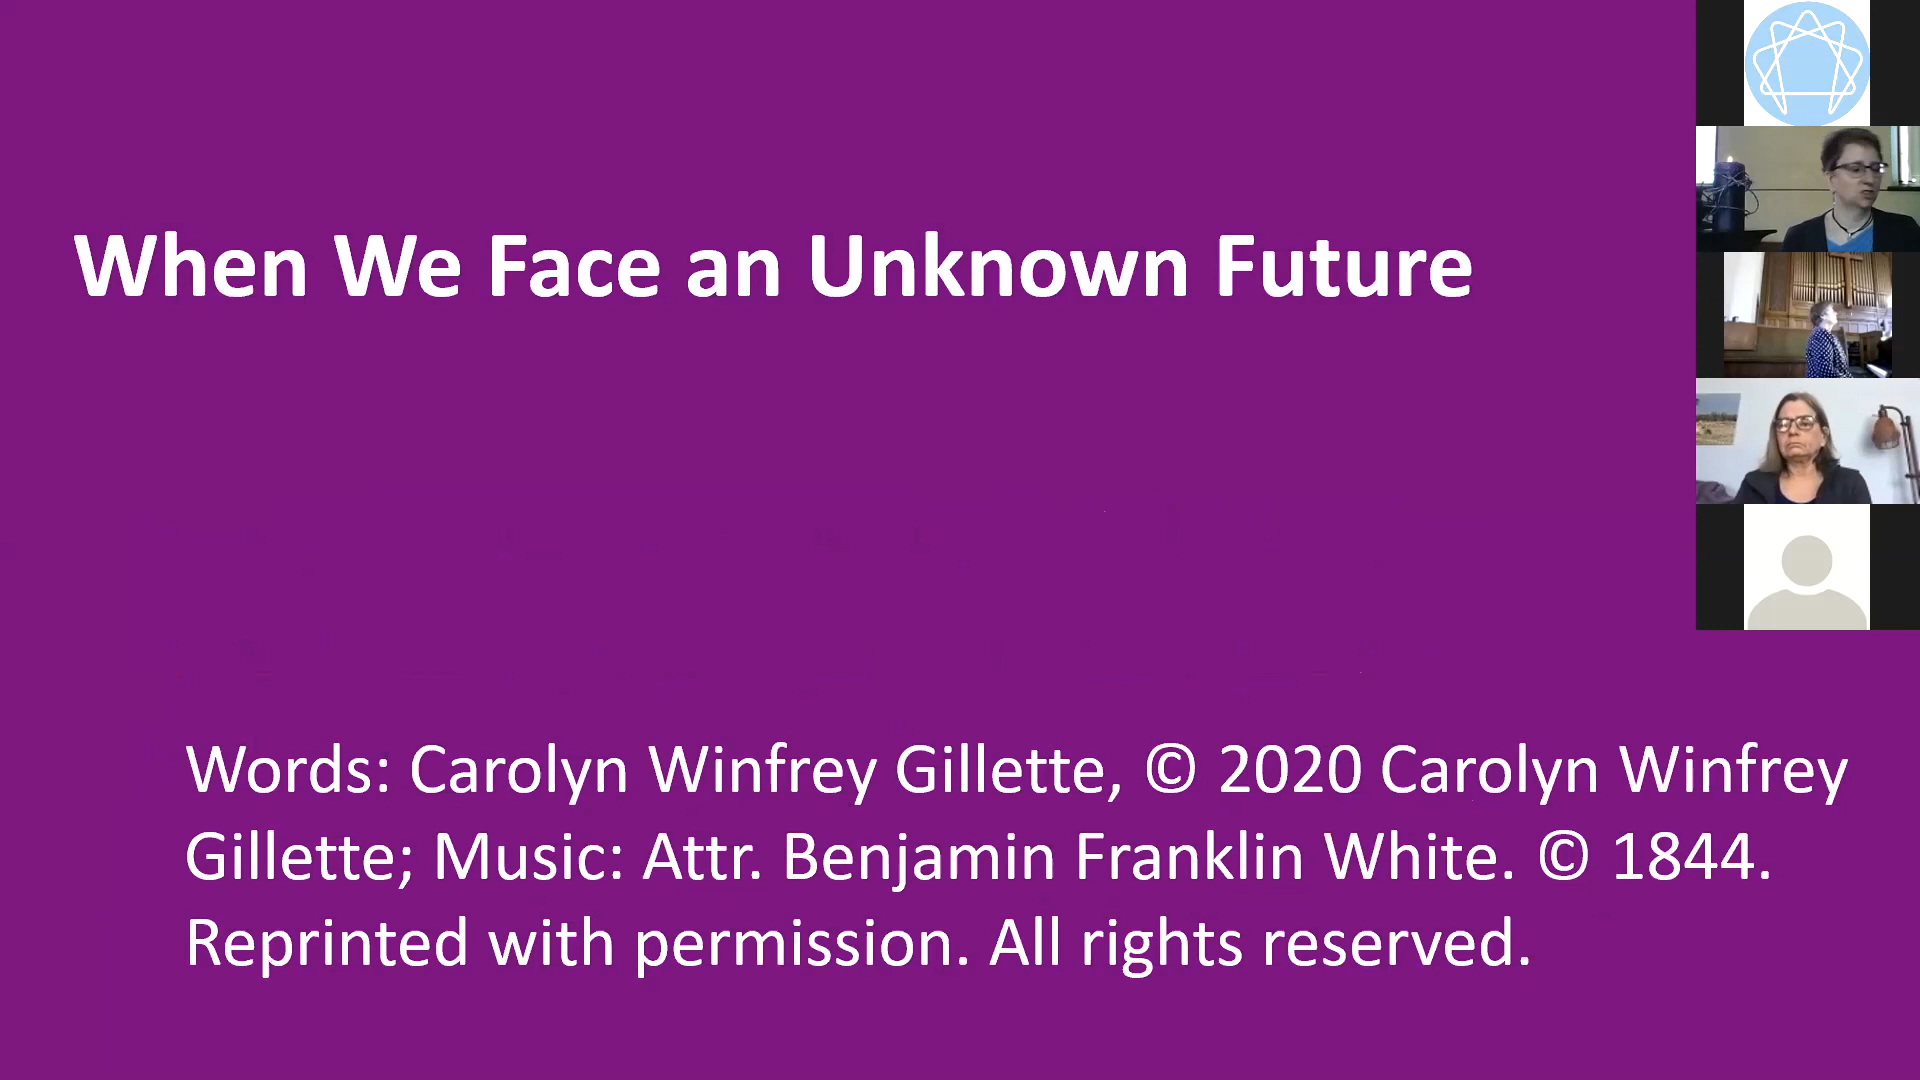 When We Face an Unknown Future
Words: Carolyn Winfrey Gillette, © 2020 Carolyn Winfrey
Gillette; Music: Attr. Benjamin Franklin White. © 1844.
Reprinted with permission. All rights reserved.